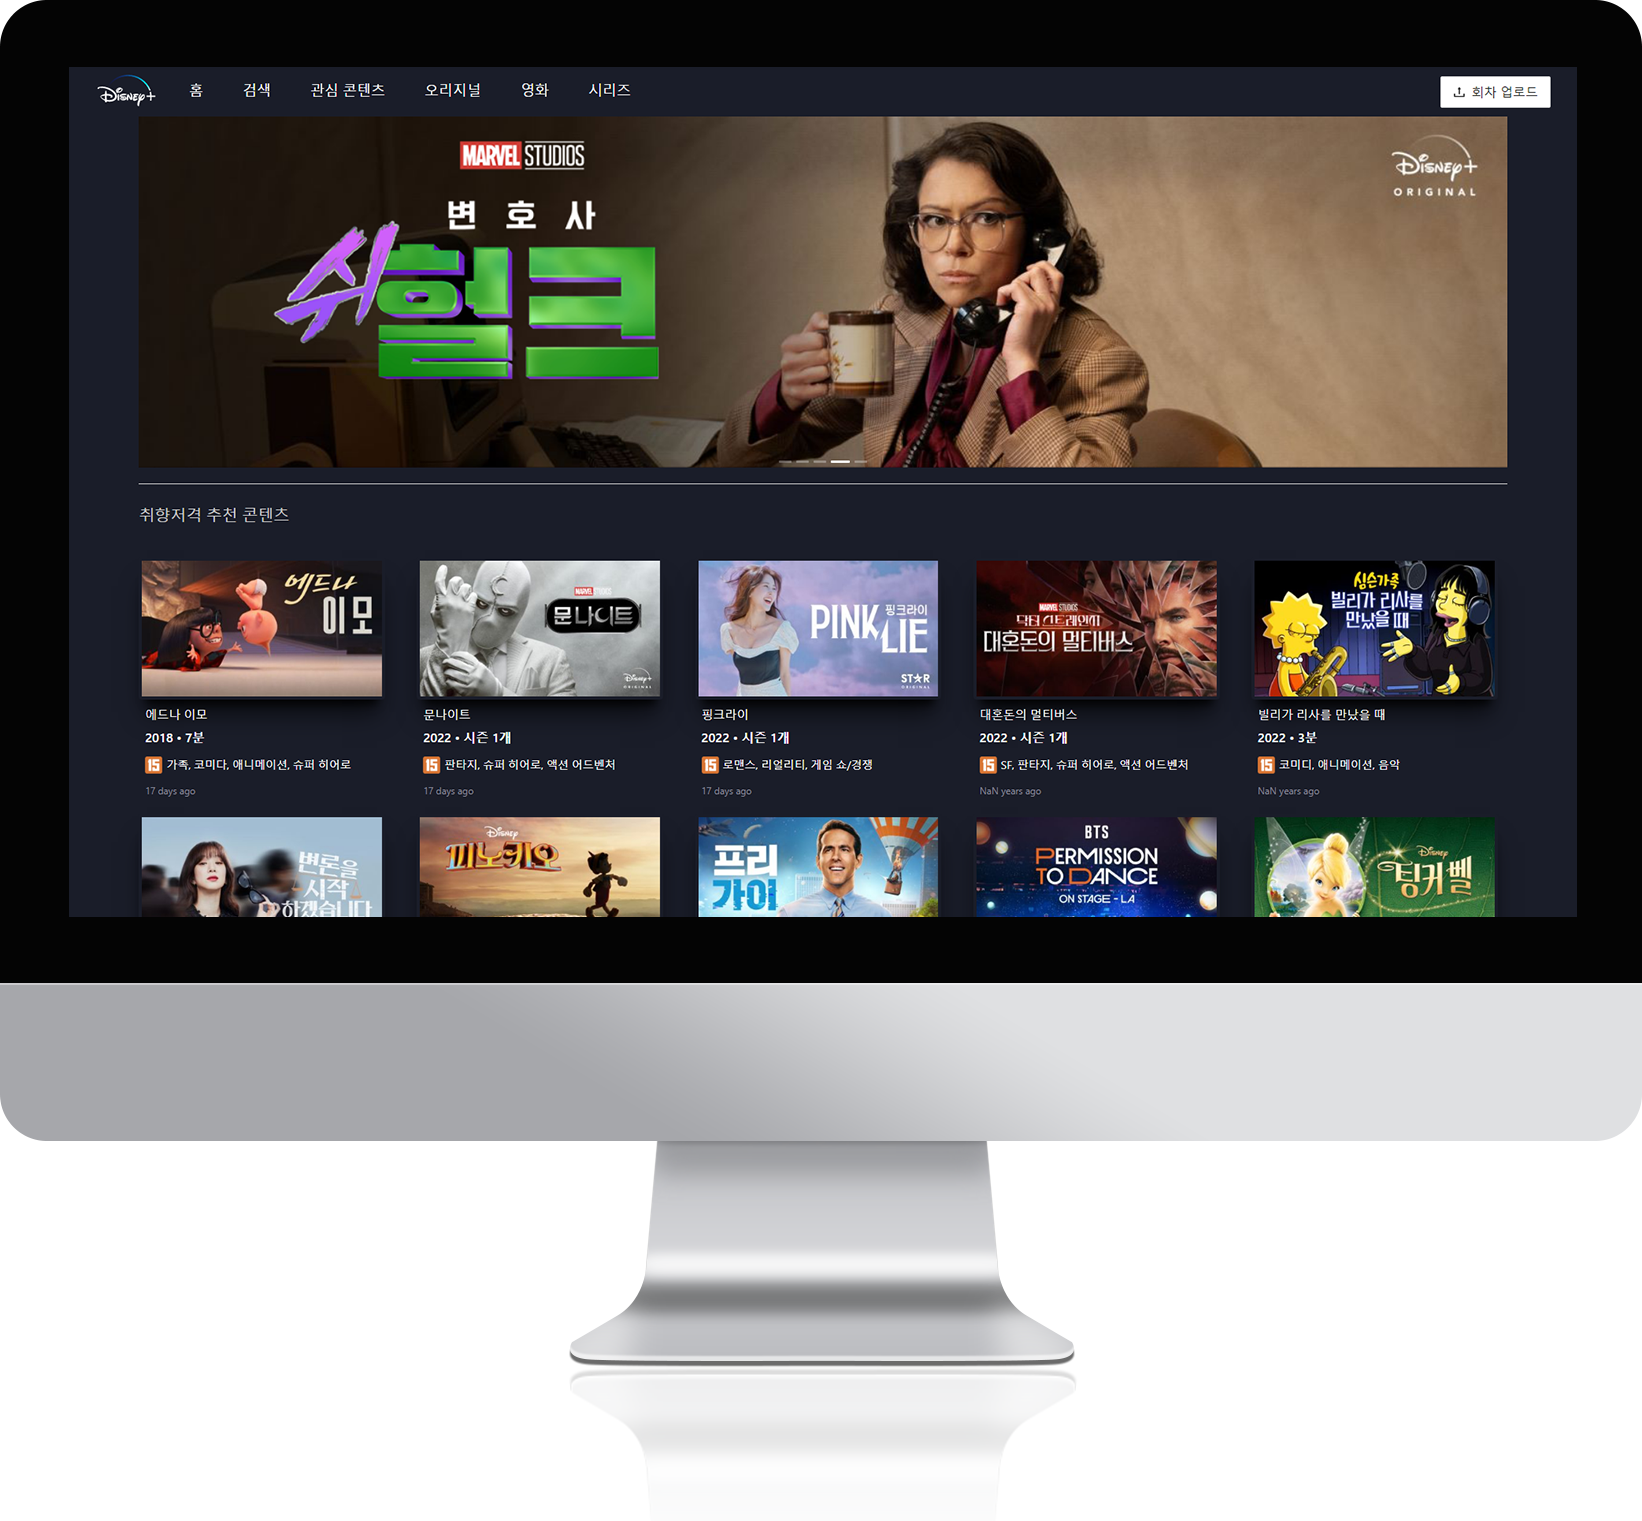 Disney+
홈
검색
관심 콘텐츠
오리지널
영화
시리즈
회차 업로드
MARVEL STUDIOS
변호사
쉬헐크
Disney+
ORIGINAL
취향저격 추천 콘텐츠
에드나
이모
MARVEL STUDIOS
문나이트
Disney+
ORIGINAL
PINK LIE
핑크라이
STAR
ORIGINAL
MARVEL STUDIOS
닥터 스트레인지
대혼돈의 멀티버스
심슨가족
빌리가 리사를
만났을 때
에드나 이모
2018 • 7분
15 가족, 코미다, 애니메이션, 슈퍼 히어로
17 days ago
문나이트
2022 • 시즌 1개
15 판타지, 슈퍼 히어로, 액션 어드벤처
17 days ago
핑크라이
2022 • 시즌 1개
15 로맨스, 리얼리티, 게임 쇼/경쟁
17 days ago
대혼돈의 멀티버스
2022 • 시즌 1개
15 SF, 판타지, 슈퍼 히어로, 액션 어드벤처
NaN years ago
빌리가 리사를 만났을 때
2022 • 3분
15 코미디, 애니메이션, 음악
NaN years ago
변론을
시작
하겠습니다
Disney
피노키오
프리
가이
BTS
PERMISSION
TO DANCE
ON STAGE - LA
Disney
팅커벨